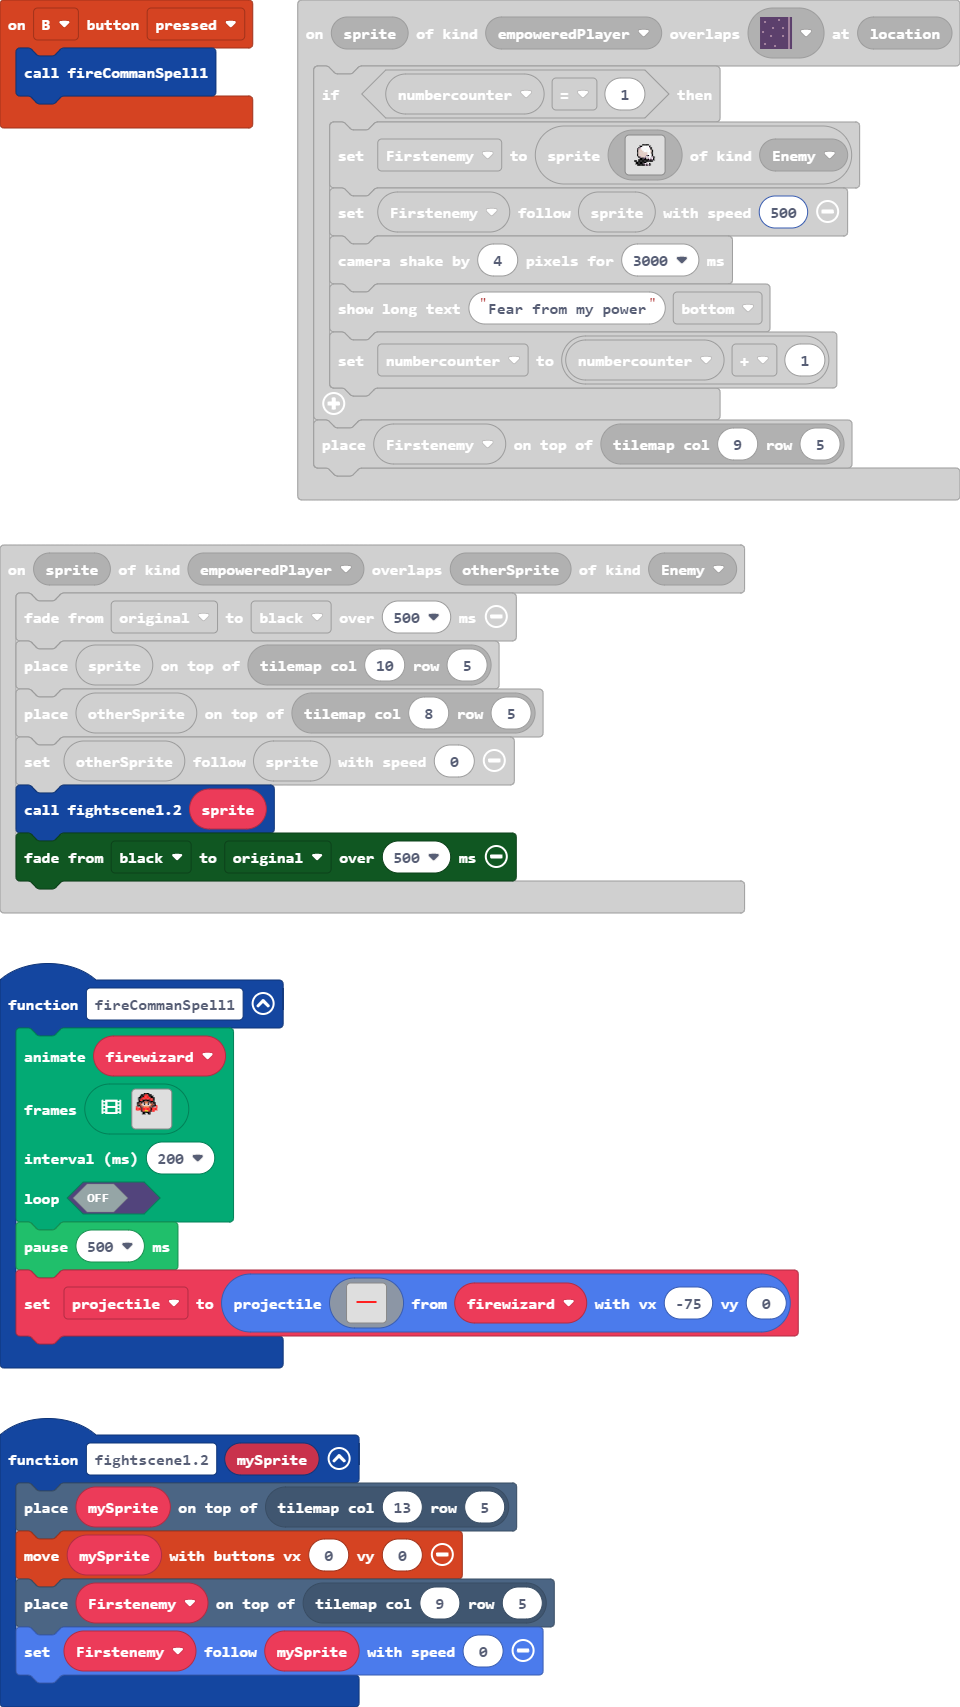 on B button pressed
call fireCommanSpell1
on sprite of kind empoweredPlayer overlaps at location
if numbercounter = 1 then
set Firstenemy to sprite of kind Enemy
set Firstenemy follow sprite with speed 500
camera shake by 4 pixels for 3000 ms
show long text "Fear from my power" bottom
set numbercounter to numbercounter + 1
place Firstenemy on top of tilemap col 9 row 5
on sprite of kind empoweredPlayer overlaps otherSprite of kind Enemy
fade from original to black over 500 ms
place sprite on top of tilemap col 10 row 5
place otherSprite on top of tilemap col 8 row 5
set otherSprite follow sprite with speed 0
call fightscene1.2 sprite
fade from black to original over 500 ms
function fireCommanSpell1
animate firewizard
frames
interval (ms) 200
loop OFF
pause 500 ms
set projectile to projectile from firewizard with vx -75 vy 0
function fightscene1.2 mySprite
place mySprite on top of tilemap col 13 row 5
move mySprite with buttons vx 0 vy 0
place Firstenemy on top of tilemap col 9 row 5
set Firstenemy follow mySprite with speed 0